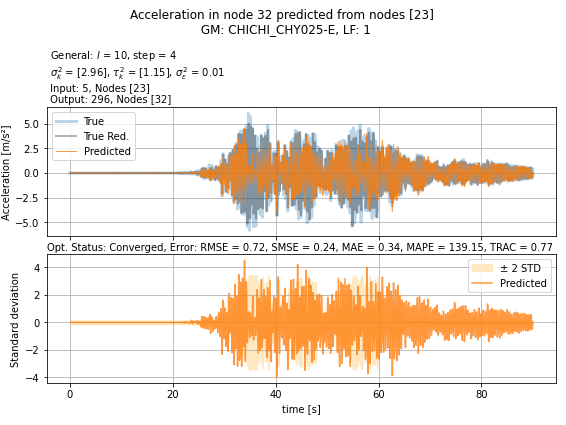 Acceleration in node 32 predicted from nodes [23]
GM: CHICHI_CHY025-E, LF: 1
General: l = 10, step = 4
σ²ₖ = [2.96], τ²ₖ = [1.15], σ²ε = 0.01
Input: 5, Nodes [23]
Output: 296, Nodes [32]
True
True Red.
Predicted
5.0
2.5
0.0
−2.5
−5.0
Acceleration [m/s²]
Opt. Status: Converged, Error: RMSE = 0.72, SMSE = 0.24, MAE = 0.34, MAPE = 139.15, TRAC = 0.77
± 2 STD
Predicted
4
2
0
−2
−4
Standard deviation
0 20 40 60 80
time [s]